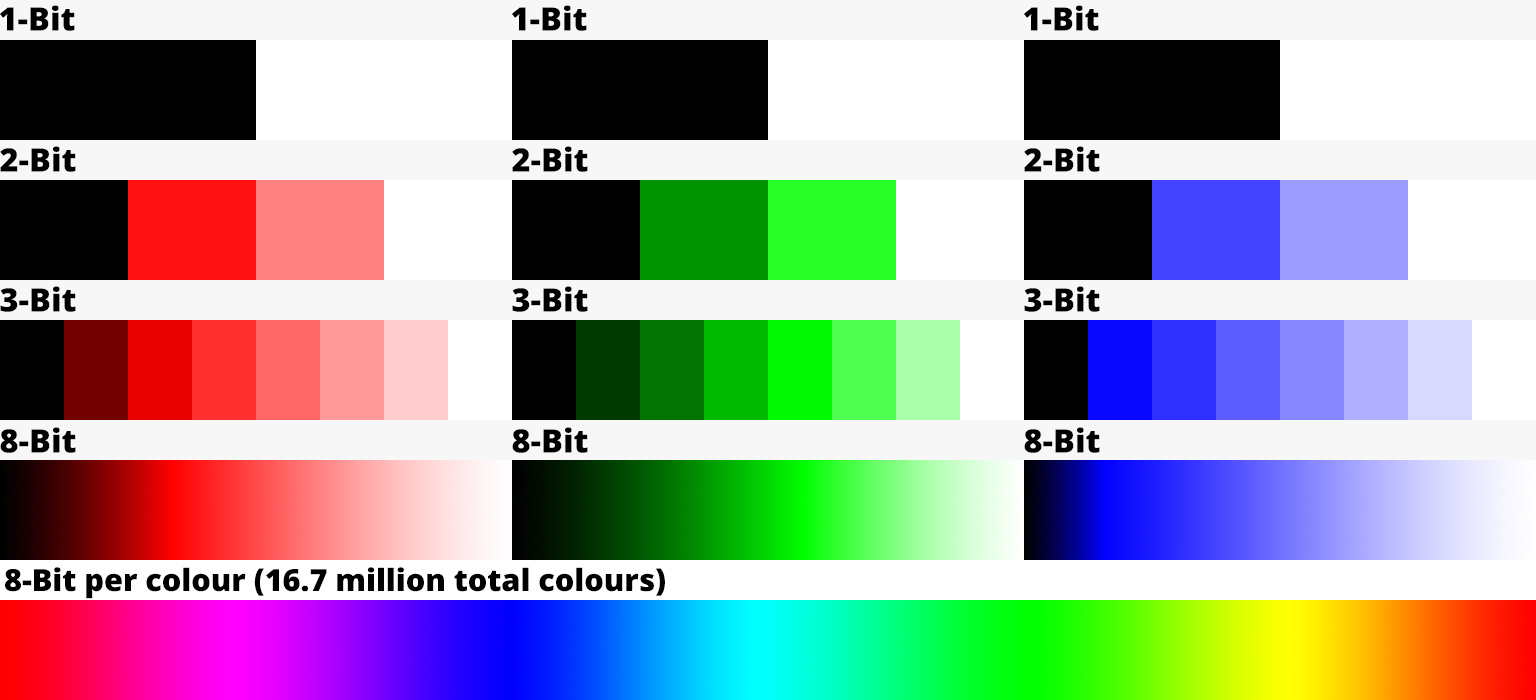 1-Bit 1-Bit 1-Bit
2-Bit 2-Bit 2-Bit
3-Bit 3-Bit 3-Bit
8-Bit 8-Bit 8-Bit
8-Bit per colour (16.7 million total colours)